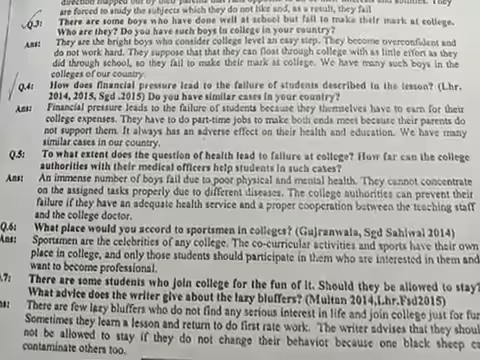 direction mapped out by their parents
are forced to study the subjects which they do not like and, as a result, they fail
Q.3: There are some boys who have done well at school but fail to make their mark at college.
Who are they? Do you have such boys in college in your country?
Ans: They are the bright boys who consider college level an easy step. They become overconfident and
do not work hard. They suppose that they can float through college with as little effort as they
did through school, so they fail to make their mark at college. We have many such boys in the
colleges of our country.
Q.4: How does financial pressure lead to the failure of students described in the lesson? (Lhr.
2014, 2015, Sgd .2015) Do you have similar cases in your country?
Ans: Financial pressure leads to the failure of students because they themselves have to earn for their
college expenses. They have to do part-time jobs to make both ends meet because their parents do
not support them. It always has an adverse effect on their health and education. We have many
similar cases in our country.
Q.5: To what extent does the question of health lead to failure at college? How far can the college
authorities with their medical officers help students in such cases?
Ans: An immense number of boys fail due to poor physical and mental health. They cannot concentrate
on the assigned tasks properly due to different diseases. The college authorities can prevent their
failure if they have an adequate health service and a proper cooperation between the teaching staff
and the college doctor.
Q.6: What place would you accord to sportsmen in colleges? (Gujranwala, Sgd Sahiwal 2014)
Ans: Sportsmen are the celebrities of any college. The co-curricular activities and sports have their own
place in college, and only those students should participate in them who are interested in them and
want to become professional.
.7: There are some students who join college for the fun of it. Should they be allowed to stay?
What advice does the writer give about the lazy bluffers? (Multan 2014,Lhr.Fsd2015)
ns: There are few lazy bluffers who do not find any serious interest in life and join college just for fun
Sometimes they learn a lesson and return to do first rate work. The writer advises that they shou
not be allowed to stay if they do not change their behavior because one black sheep c
contaminate others too.